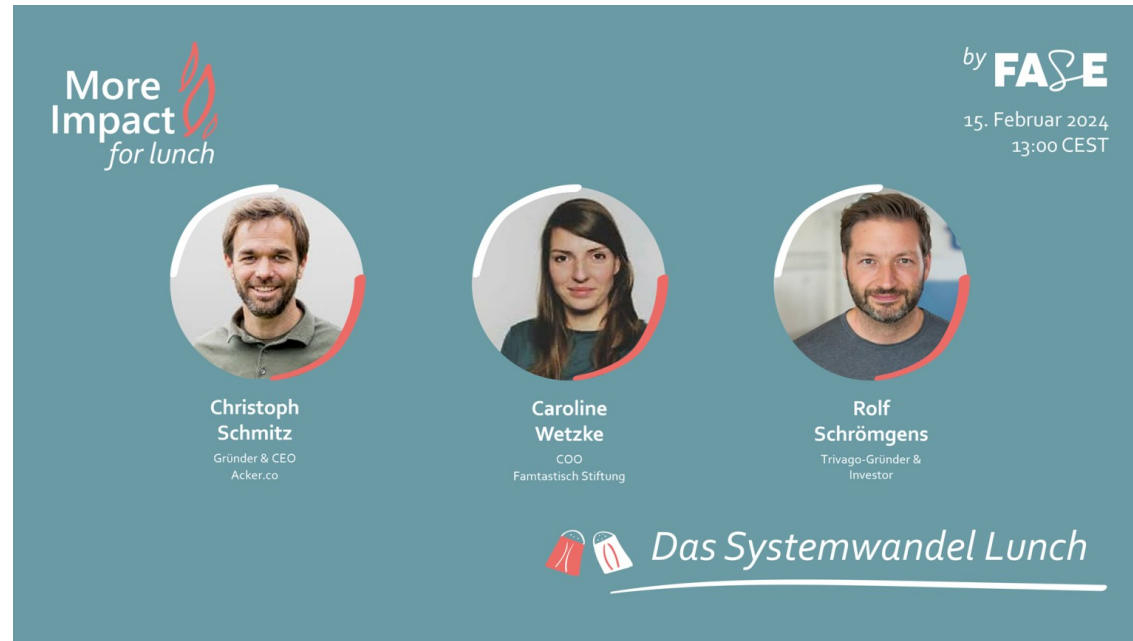 More
Impact
for lunch
by FASE
15. Februar 2024
13:00 CEST
Christoph
Schmitz
Gründer & CEO
Acker.co
Caroline
Wetzke
COO
Famtastisch Stiftung
Rolf
Schrömgens
Trivago-Gründer &
Investor
Das Systemwandel Lunch